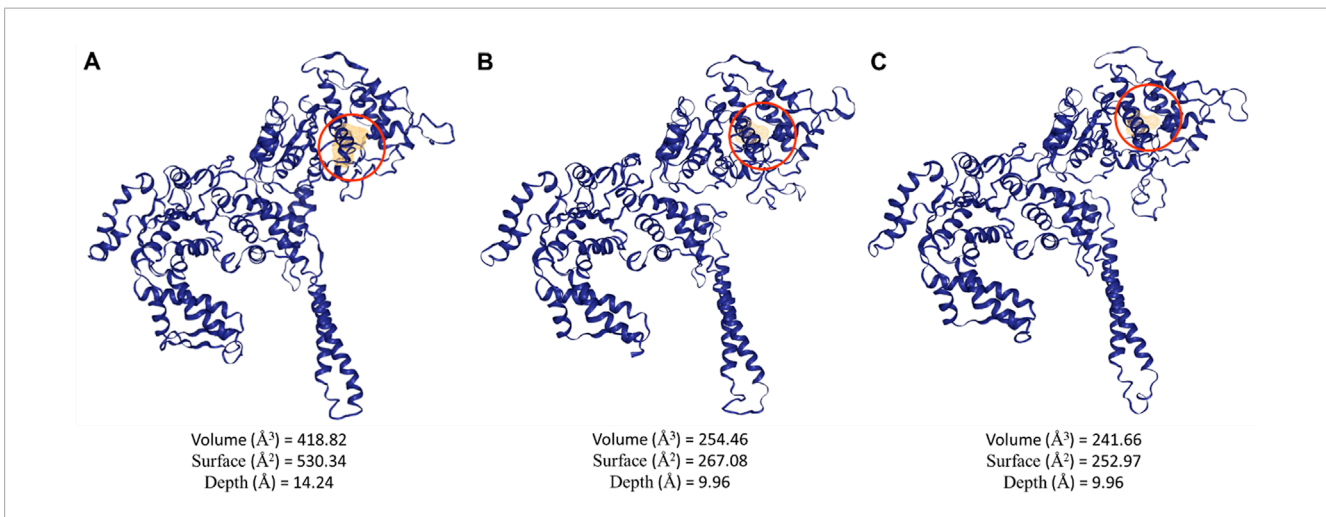 A
B
C
Volume (Å³) = 418.82
Surface (Å²) = 530.34
Depth (Å) = 14.24
Volume (Å³) = 254.46
Surface (Å²) = 267.08
Depth (Å) = 9.96
Volume (Å³) = 241.66
Surface (Å²) = 252.97
Depth (Å) = 9.96